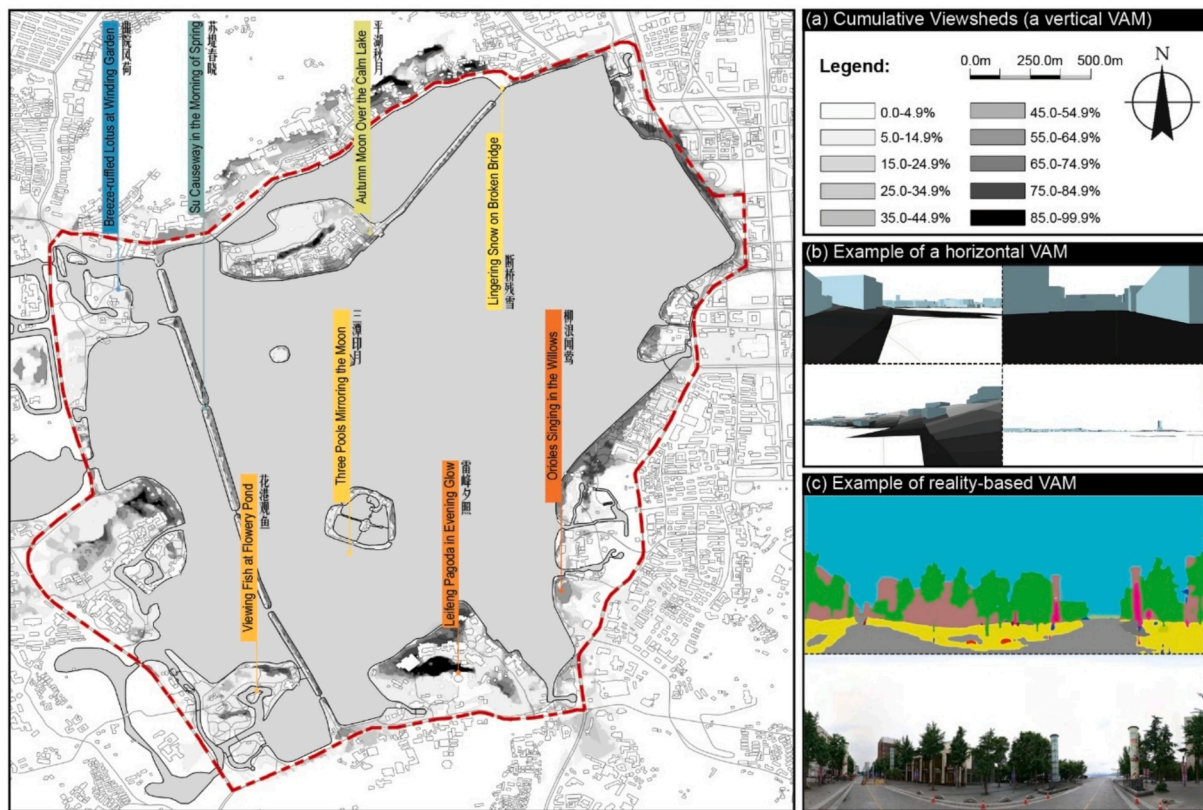 Breeze-ruffled Lotus at Winding Garden
曲院风荷
Su Causeway in the Morning of Spring
苏堤春晓
Autumn Moon Over the Calm Lake
平湖秋月
Lingering Snow on Broken Bridge
断桥残雪
Three Pools Mirroring the Moon
三潭印月
Orioles Singing in the Willows
柳浪闻莺
Viewing Fish at Flowery Pond
花港观鱼
Leifeng Pagoda in Evening Glow
雷峰夕照
(a) Cumulative Viewsheds (a vertical VAM)
Legend:
0.0m 250.0m 500.0m
N
0.0-4.9%
5.0-14.9%
15.0-24.9%
25.0-34.9%
35.0-44.9%
45.0-54.9%
55.0-64.9%
65.0-74.9%
75.0-84.9%
85.0-99.9%
(b) Example of a horizontal VAM
(c) Example of reality-based VAM